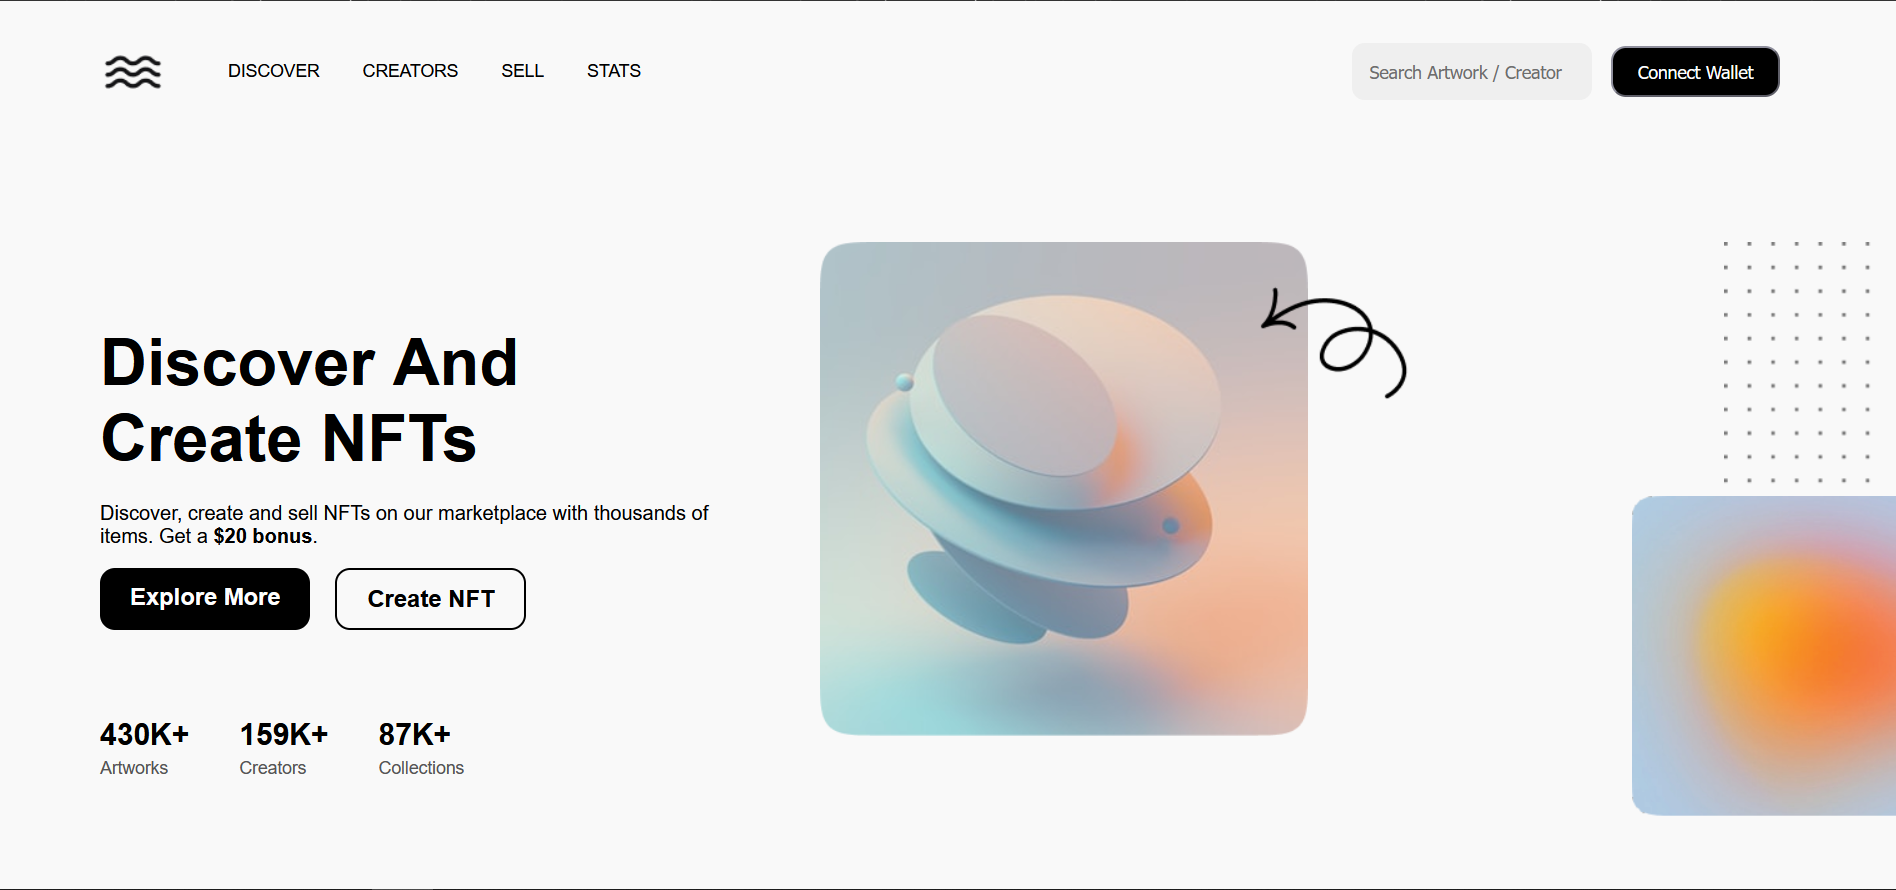 DISCOVER CREATORS SELL STATS
Search Artwork / Creator
Connect Wallet
Discover And
Create NFTs
Discover, create and sell NFTs on our marketplace with thousands of
items. Get a $20 bonus.
Explore More
Create NFT
430K+ 159K+ 87K+
Artworks Creators Collections